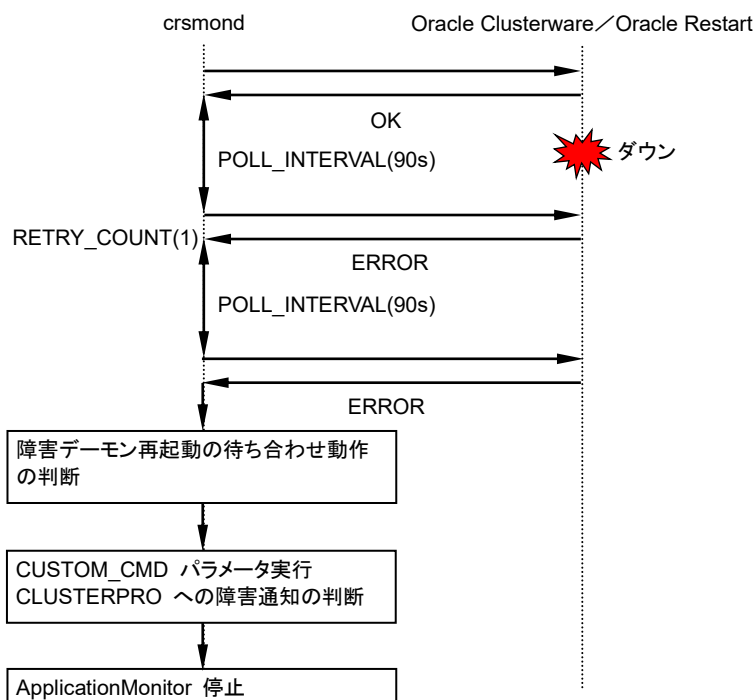 crsmond
Oracle Clusterware／Oracle Restart
OK
ダウン
POLL_INTERVAL(90s)
RETRY_COUNT(1)
ERROR
POLL_INTERVAL(90s)
ERROR
障害デーモン再起動の待ち合わせ動作
の判断
CUSTOM_CMD パラメータ実行
CLUSTERPRO への障害通知の判断
ApplicationMonitor 停止